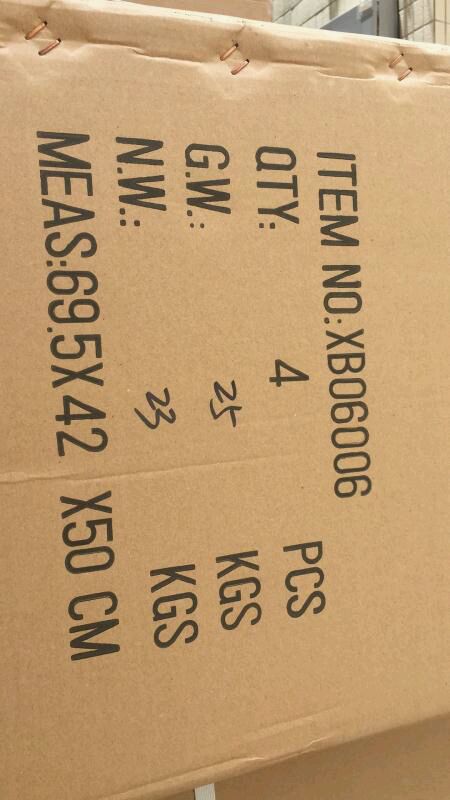 ITEM NO:XB06006
QTY: 4 PCS
G.W.: 25 KGS
N.W.: 23 KGS
MEAS:69.5X42 X50 CM